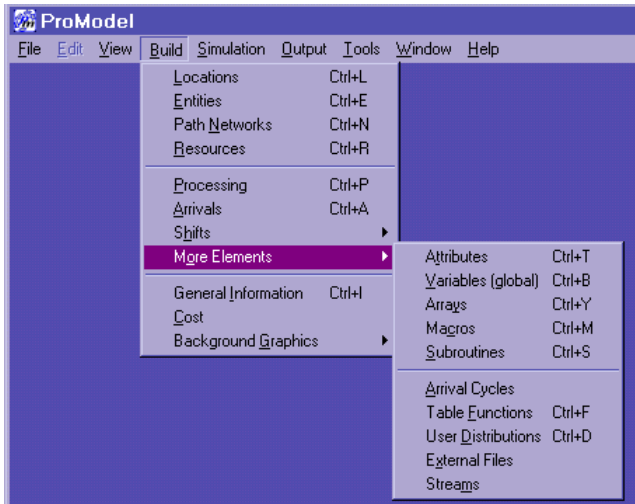 ProModel
File Edit View Build Simulation Output Tools Window Help
Locations Ctrl+L
Entities Ctrl+E
Path Networks Ctrl+N
Resources Ctrl+R
Processing Ctrl+P
Arrivals Ctrl+A
Shifts
More Elements
General Information Ctrl+I
Cost
Background Graphics
Attributes Ctrl+T
Variables (global) Ctrl+B
Arrays Ctrl+Y
Macros Ctrl+M
Subroutines Ctrl+S
Arrival Cycles
Table Functions Ctrl+F
User Distributions Ctrl+D
External Files
Streams